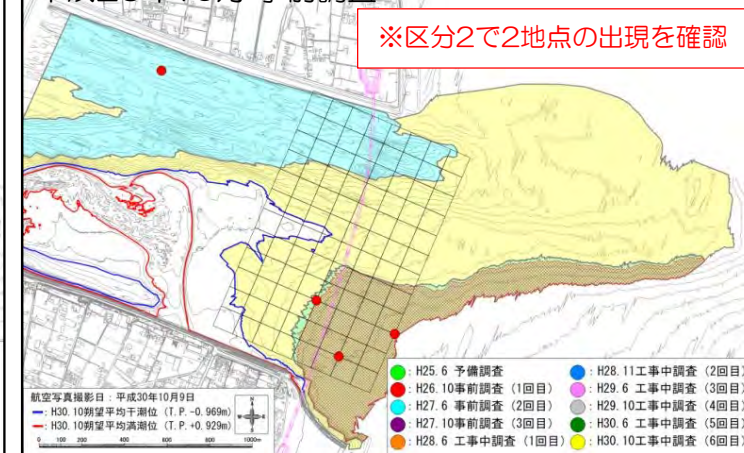 ※区分2で2地点の出現を確認
航空写真撮影日:平成30年10月9日
: H30.10朔望平均干潮位 (T.P.-0.969m)
: H30.10朔望平均満潮位 (T.P.+0.929m)
0 200 400 600 800 1000m
: H25.6 予備調査
: H26.10事前調査 (1回目)
: H27.6 事前調査 (2回目)
: H27.10事前調査 (3回目)
: H28.6 工事中調査 (1回目)
: H28.11工事中調査 (2回目)
: H29.6 工事中調査 (3回目)
: H29.10工事中調査 (4回目)
: H30.6 工事中調査 (5回目)
: H30.10工事中調査 (6回目)